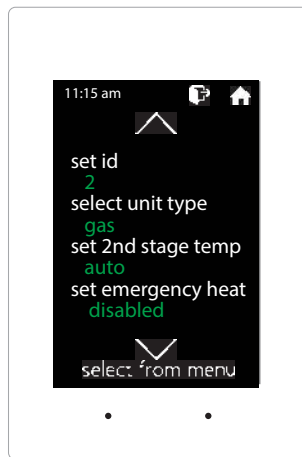 11:15 am
set id
2
select unit type
gas
set 2nd stage temp
auto
set emergency heat
disabled
select from menu